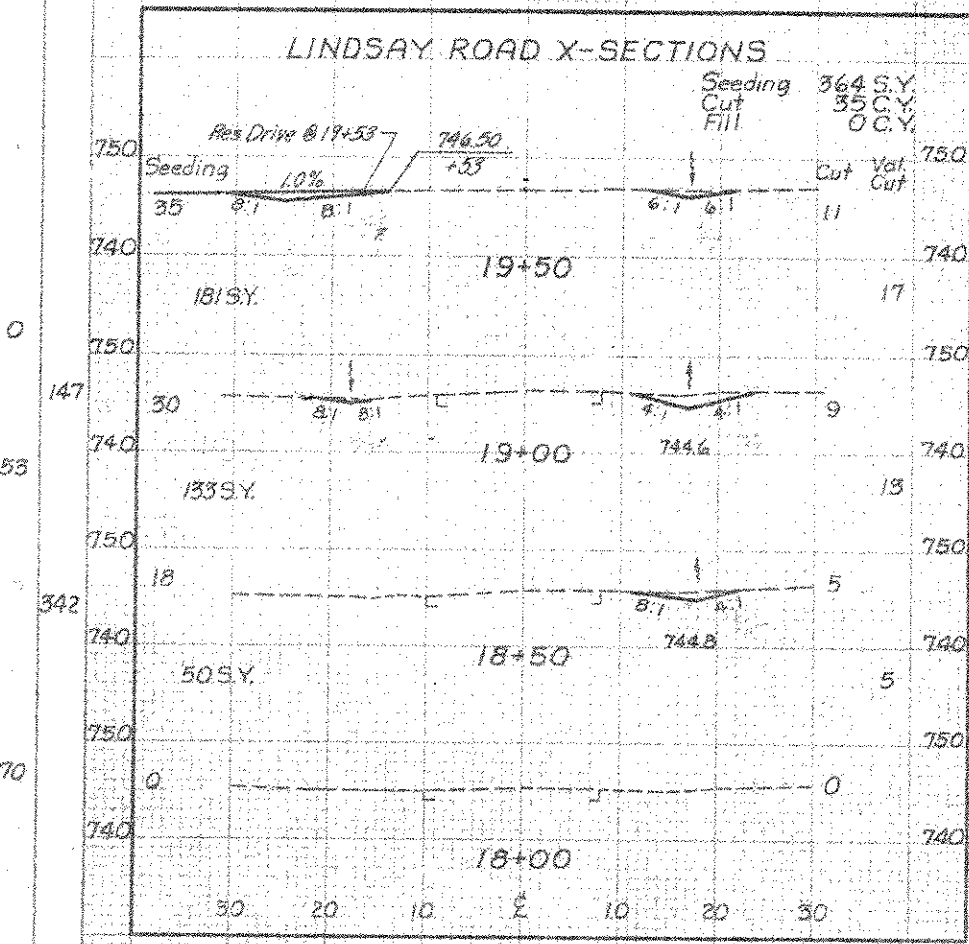 LINDSAY ROAD X-SECTIONS
Seeding 364 S.Y.
Cut 35 C.Y.
Fill 0 C.Y.
Res Drive @ 19+53
746.50
+53
750 750
Seeding Cut Vol. Cut
1.0%
35 8:1 8:1 6:1 6:1 11
740 740
19+50
181 S.Y. 17
0
750 750
147
30 8:1 8:1 4:1 4:1 9
740 744.6 740
19+00
53
133 S.Y. 13
750 750
18 5
342
8:1 4:1
740 744.8 740
18+50
50 S.Y. 5
750 750
70
0 0
740 740
18+00
30 20 10 10 20 30